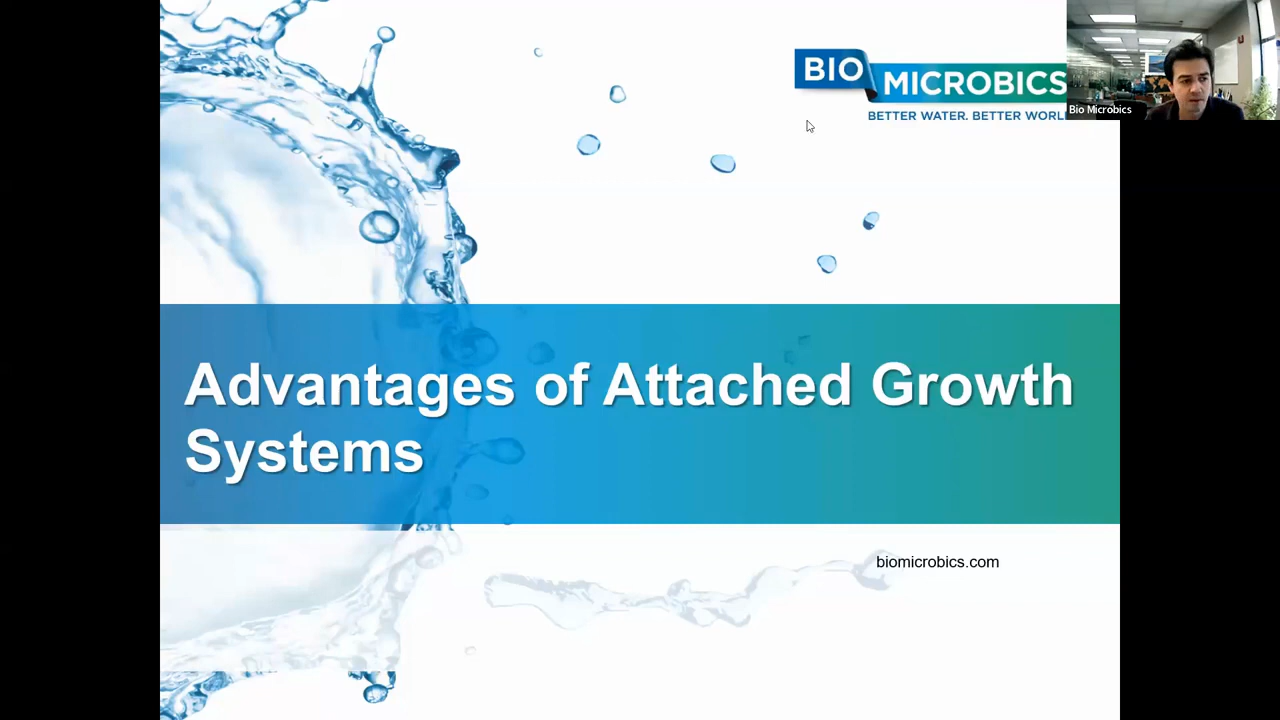 BIO
MICROBICS
BETTER WATER. BETTER WORL
Bio Microbics
Advantages of Attached Growth
Systems
biomicrobics.com